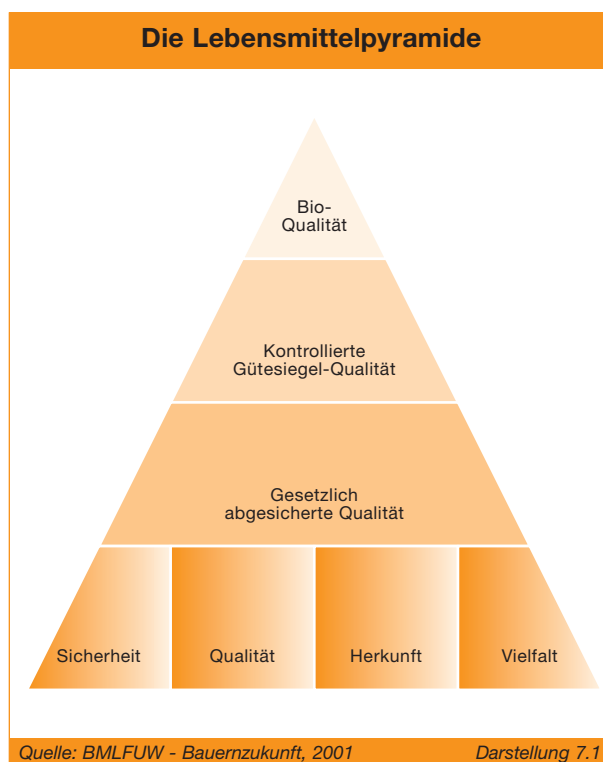 Die Lebensmittelpyramide
Bio-
Qualität
Kontrollierte
Gütesiegel-Qualität
Gesetzlich
abgesicherte Qualität
Sicherheit
Qualität
Herkunft
Vielfalt
Quelle: BMLFUW - Bauernzukunft, 2001 Darstellung 7.1